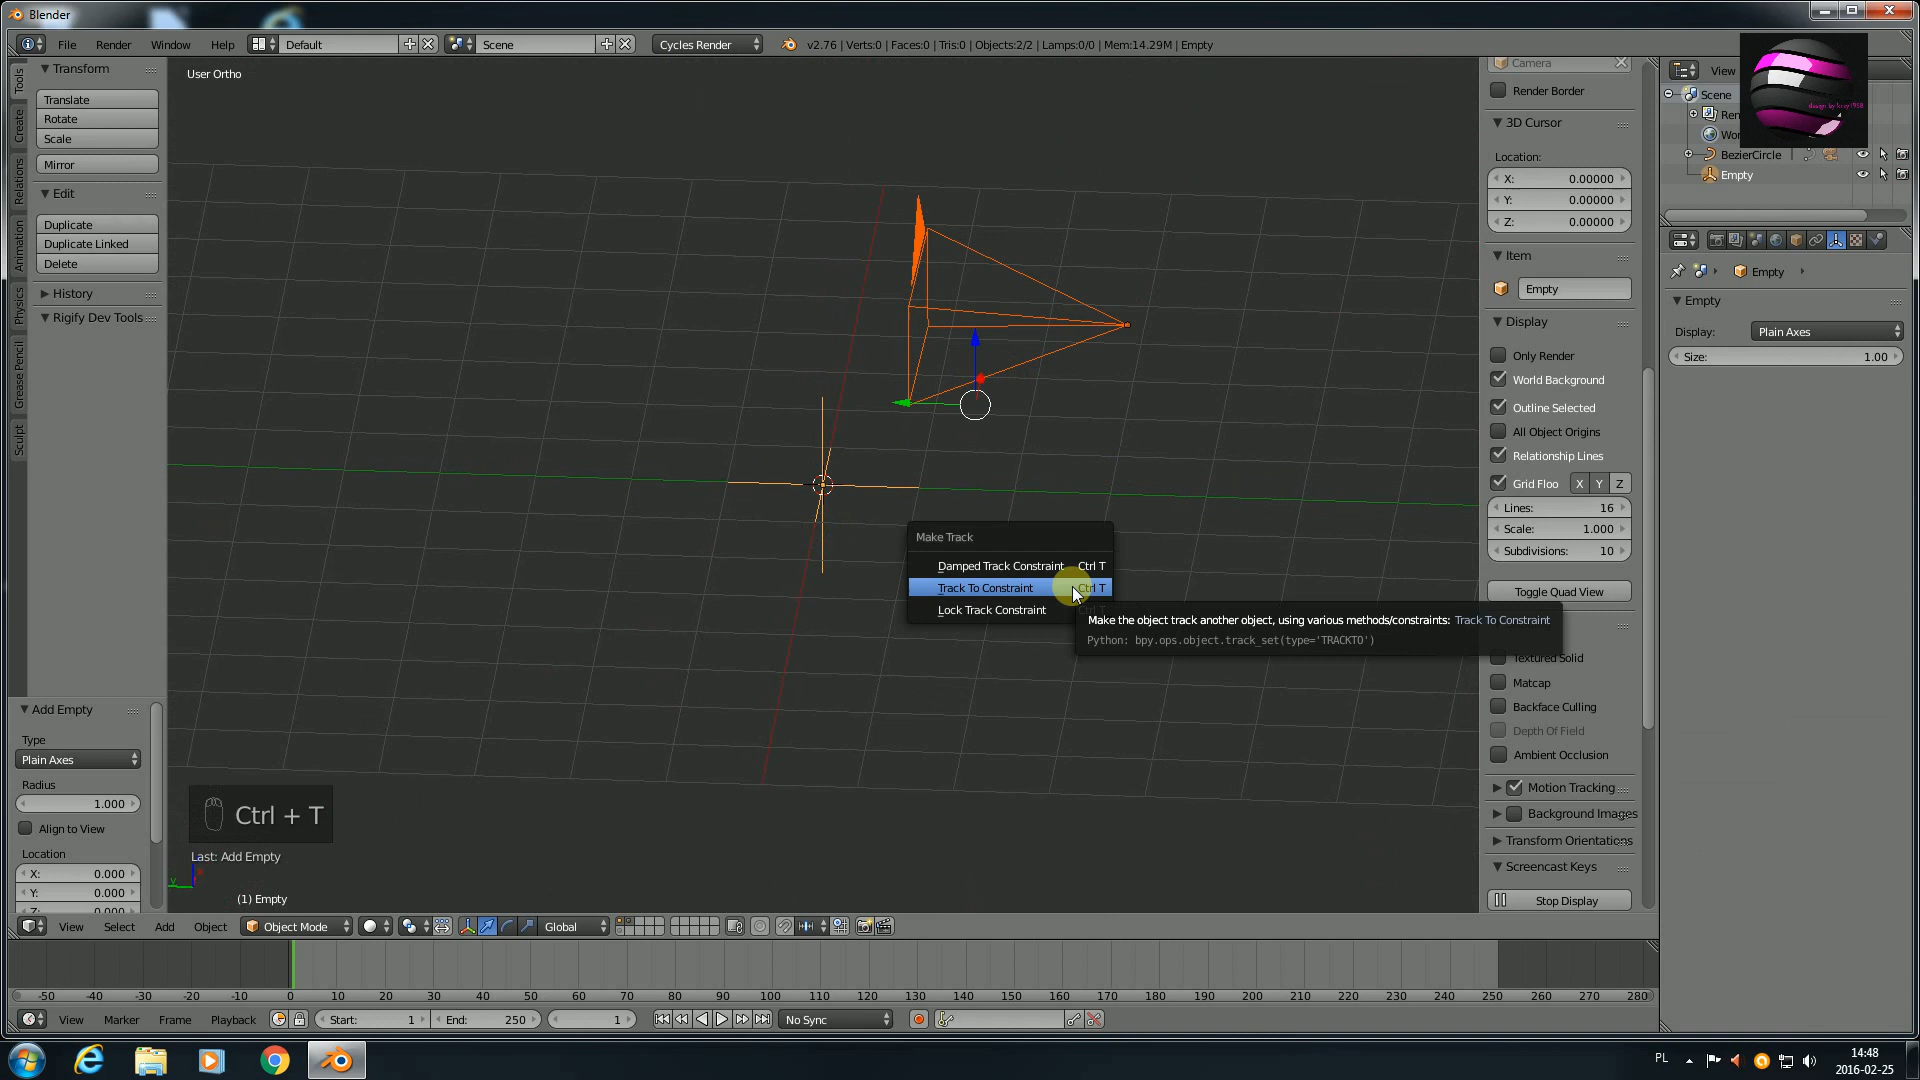 Blender
File Render Window Help Default Scene Cycles Render v2.76 | Verts:0 | Faces:0 | Tris:0 | Objects:2/2 | Lamps:0/0 | Mem:14.29M | Empty
Tools
Create
Relations
Animation
Physics
Grease Pencil
Sculpt
Transform
Translate
Rotate
Scale
Mirror
Edit
Duplicate
Duplicate Linked
Delete
History
Rigify Dev Tools
Add Empty
Type
Plain Axes
Radius
1.000
Align to View
Location
X: 0.000
Y: 0.000
Z: 0.000
User Ortho
Make Track
Damped Track Constraint Ctrl T
Track To Constraint Ctrl T
Lock Track Constraint Ctrl T
Make the object track another object, using various methods/constraints: Track To Constraint
Python: bpy.ops.object.track_set(type='TRACKTO')
Ctrl + T
Last: Add Empty
(1) Empty
Camera
Render Border
3D Cursor
Location:
X: 0.00000
Y: 0.00000
Z: 0.00000
Item
Empty
Display
Only Render
World Background
Outline Selected
All Object Origins
Relationship Lines
Grid Floo X Y Z
Lines: 16
Scale: 1.000
Subdivisions: 10
Toggle Quad View
Textured Solid
Matcap
Backface Culling
Depth Of Field
Ambient Occlusion
Motion Tracking
Background Images
Transform Orientations
Screencast Keys
Stop Display
View
Scene
Ren
Wor
BezierCircle
Empty
design by
Empty
Empty
Display: Plain Axes
Size: 1.00
View Select Add Object Object Mode Global
-50 -40 -30 -20 -10 0 10 20 30 40 50 60 70 80 90 100 110 120 130 140 150 160 170 180 190 200 210 220 230 240 250 260 270 280
View Marker Frame Playback Start: 1 End: 250 1 No Sync
PL 14:48
2016-02-25